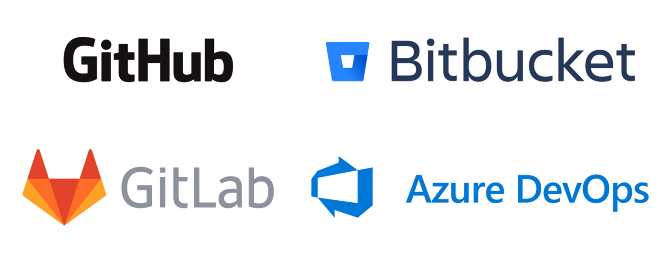 GitHub
Bitbucket
GitLab
Azure DevOps